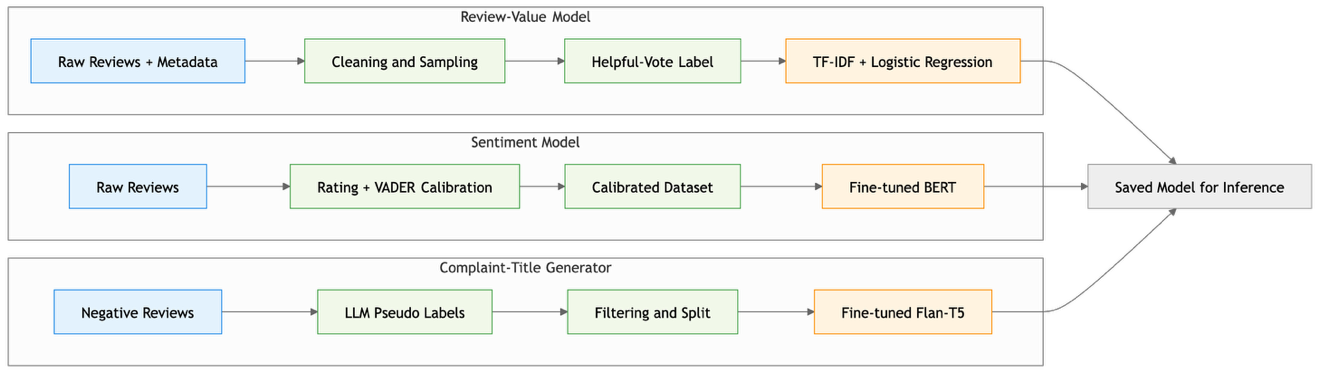 Review-Value Model
Raw Reviews + Metadata
Cleaning and Sampling
Helpful-Vote Label
TF-IDF + Logistic Regression
Sentiment Model
Raw Reviews
Rating + VADER Calibration
Calibrated Dataset
Fine-tuned BERT
Saved Model for Inference
Complaint-Title Generator
Negative Reviews
LLM Pseudo Labels
Filtering and Split
Fine-tuned Flan-T5